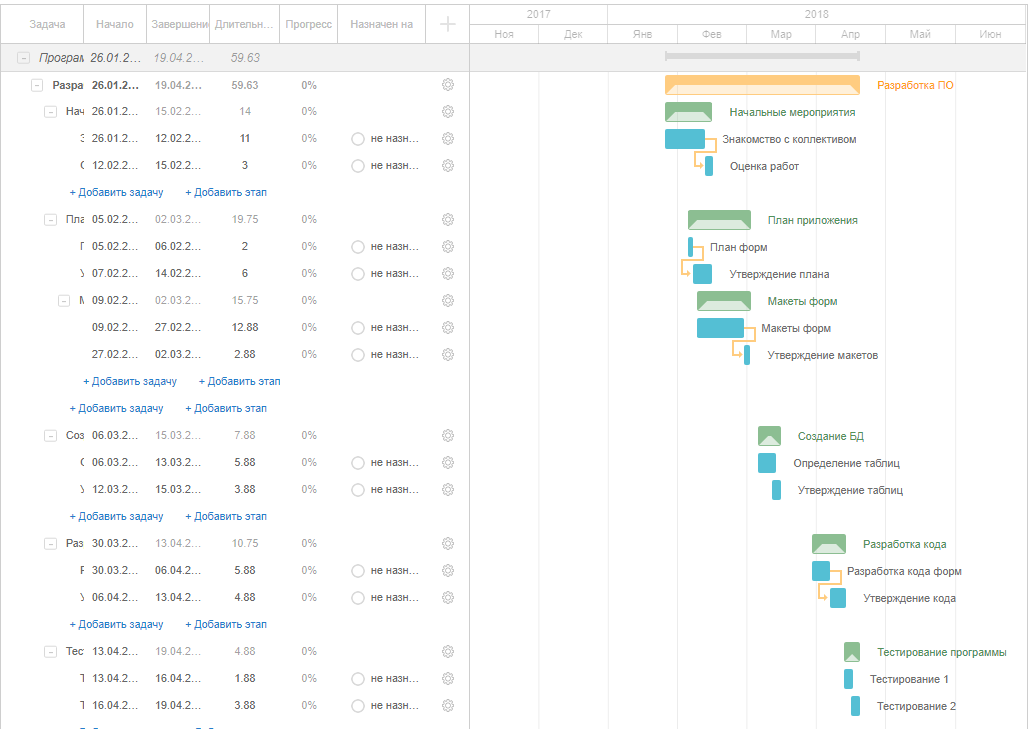 2017 2018
Задача Начало Завершени Длительн... Прогресс Назначен на Ноя Дек Янв Фев Мар Апр Май Июн
Програм 26.01.2... 19.04.2... 59.63
Разра 26.01.2... 19.04.2... 59.63 0% Разработка ПО
Нач 26.01.2... 15.02.2... 14 0% Начальные мероприятия
26.01.2... 12.02.2... 11 0% не назн... Знакомство с коллективом
12.02.2... 15.02.2... 3 0% не назн... Оценка работ
+ Добавить задачу + Добавить этап
Пла 05.02.2... 02.03.2... 19.75 0% План приложения
05.02.2... 06.02.2... 2 0% не назн... План форм
07.02.2... 14.02.2... 6 0% не назн... Утверждение плана
09.02.2... 02.03.2... 15.75 0% Макеты форм
09.02.2... 27.02.2... 12.88 0% не назн... Макеты форм
27.02.2... 02.03.2... 2.88 0% не назн... Утверждение макетов
+ Добавить задачу + Добавить этап
+ Добавить задачу + Добавить этап
Соз 06.03.2... 15.03.2... 7.88 0% Создание БД
06.03.2... 13.03.2... 5.88 0% не назн... Определение таблиц
12.03.2... 15.03.2... 3.88 0% не назн... Утверждение таблиц
+ Добавить задачу + Добавить этап
Раз 30.03.2... 13.04.2... 10.75 0% Разработка кода
30.03.2... 06.04.2... 5.88 0% не назн... Разработка кода форм
06.04.2... 13.04.2... 4.88 0% не назн... Утверждение кода
+ Добавить задачу + Добавить этап
Тес 13.04.2... 19.04.2... 4.88 0% Тестирование программы
13.04.2... 16.04.2... 1.88 0% не назн... Тестирование 1
16.04.2... 19.04.2... 3.88 0% не назн... Тестирование 2